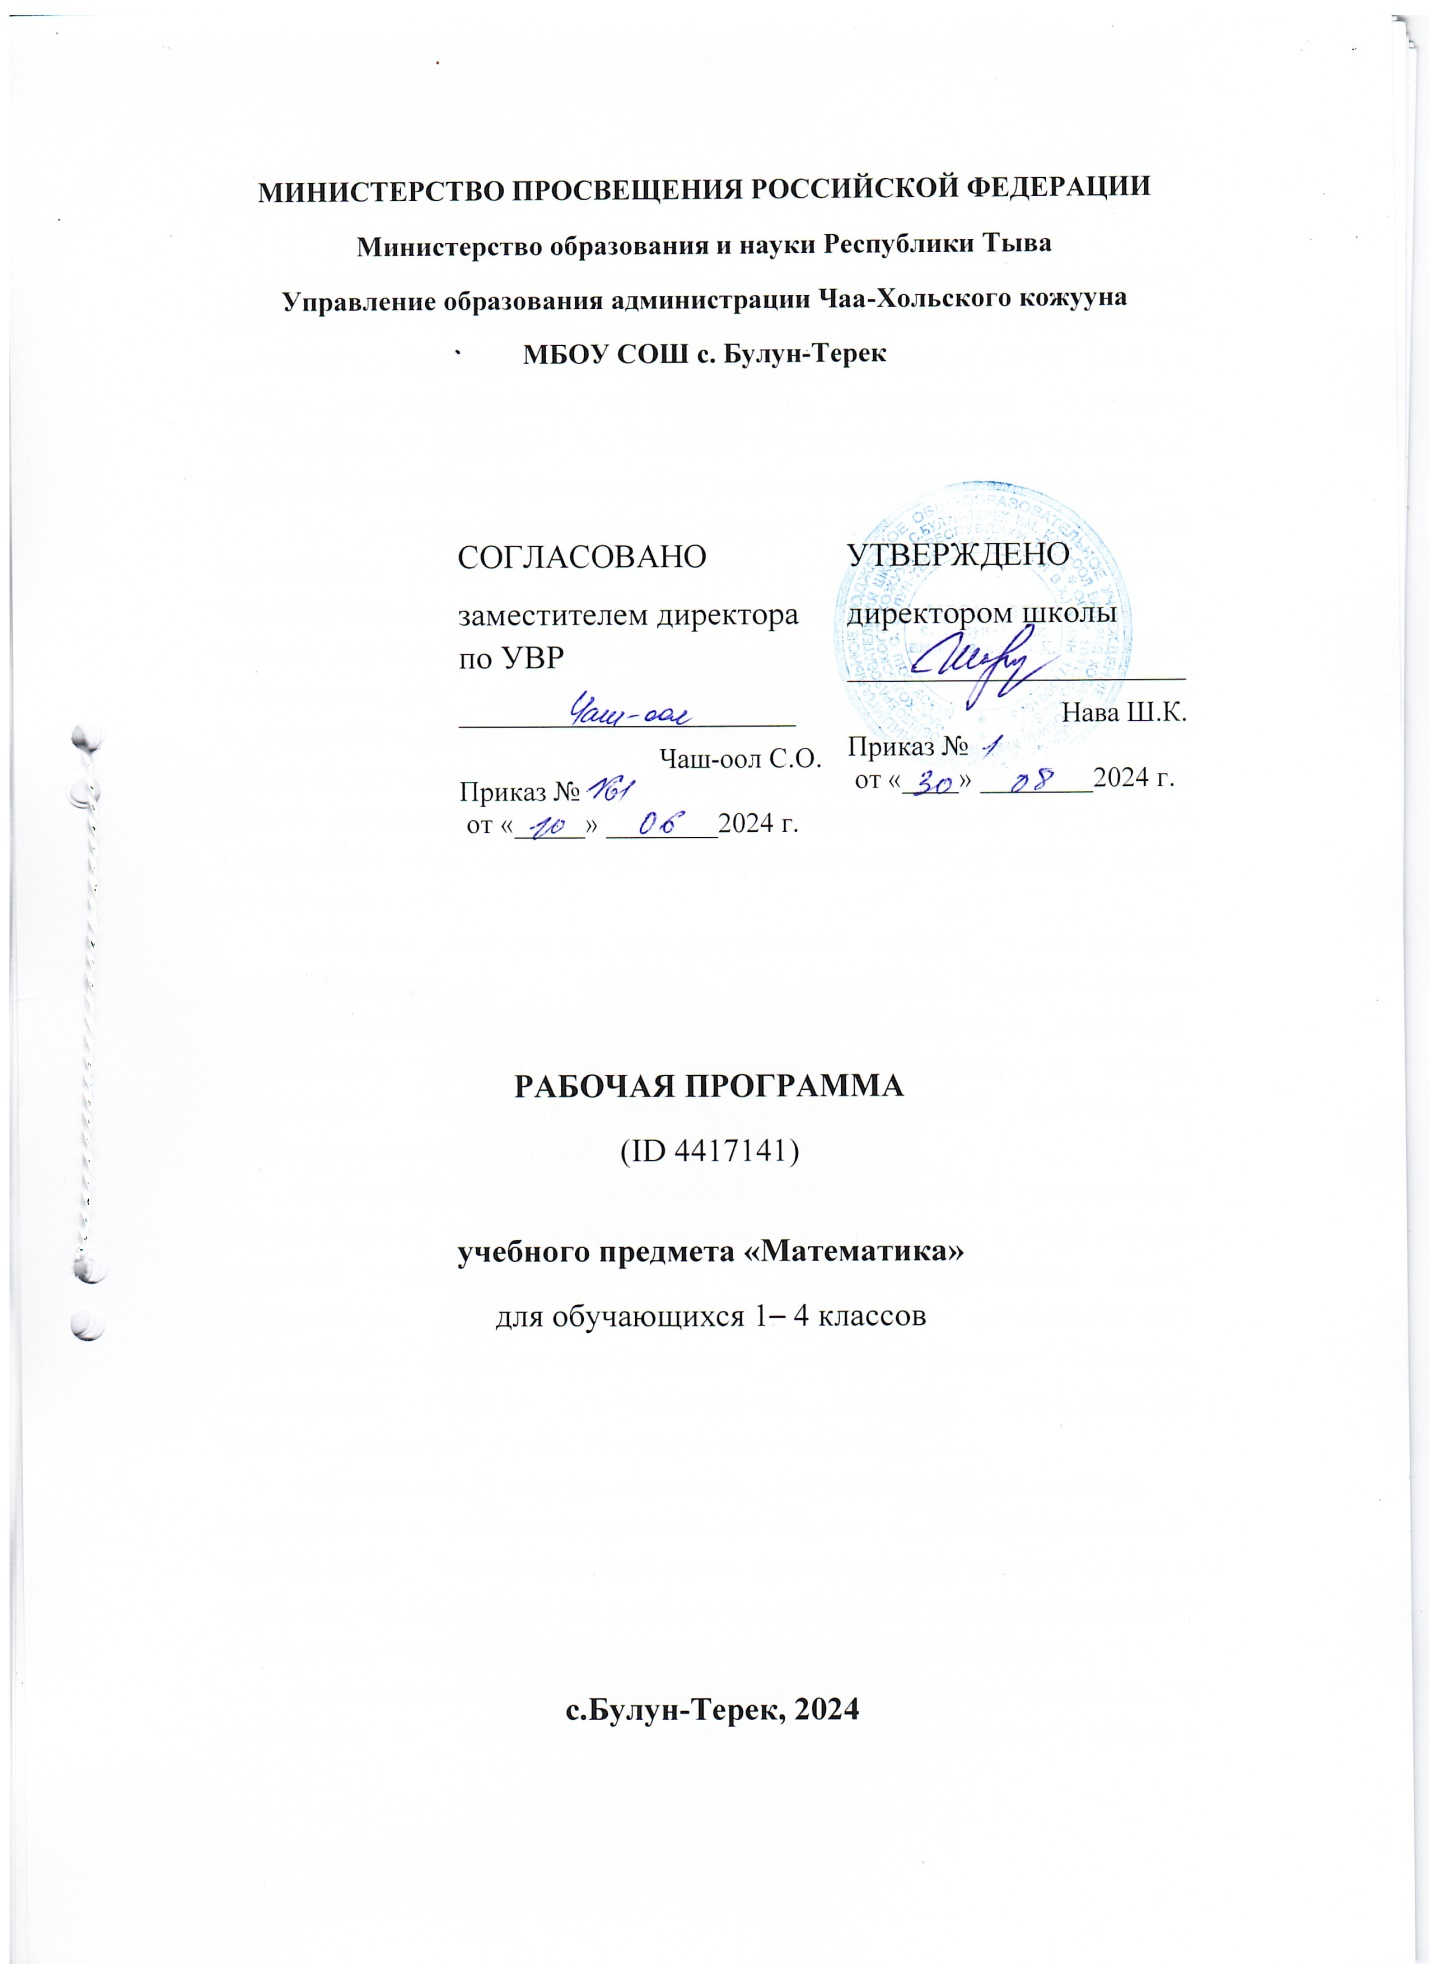 МИНИСТЕРСТВО ПРОСВЕЩЕНИЯ РОССИЙСКОЙ ФЕДЕРАЦИИ
Министерство образования и науки Республики Тыва
Управление образования администрации Чаа-Хольского кожууна
МБОУ СОШ с. Булун-Терек
СОГЛАСОВАНО
заместителем директора
по УВР
Чаш-оол
Чаш-оол С.О.
Приказ № 161
от «10» 06 2024 г.
УТВЕРЖДЕНО
директором школы
Нава Ш.К.
Приказ № 1
от «30» 08 2024 г.
РАБОЧАЯ ПРОГРАММА
(ID 4417141)
учебного предмета «Математика»
для обучающихся 1– 4 классов
с.Булун-Терек, 2024